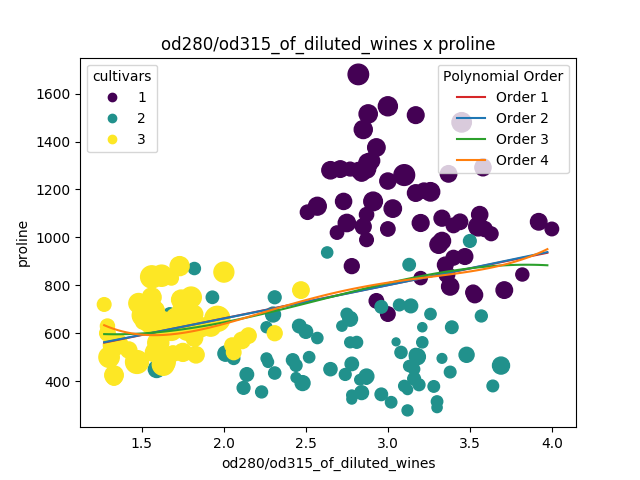 od280/od315_of_diluted_wines x proline
cultivars
1
2
3
Polynomial Order
Order 1
Order 2
Order 3
Order 4
proline
1600
1400
1200
1000
800
600
400
1.5 2.0 2.5 3.0 3.5 4.0
od280/od315_of_diluted_wines